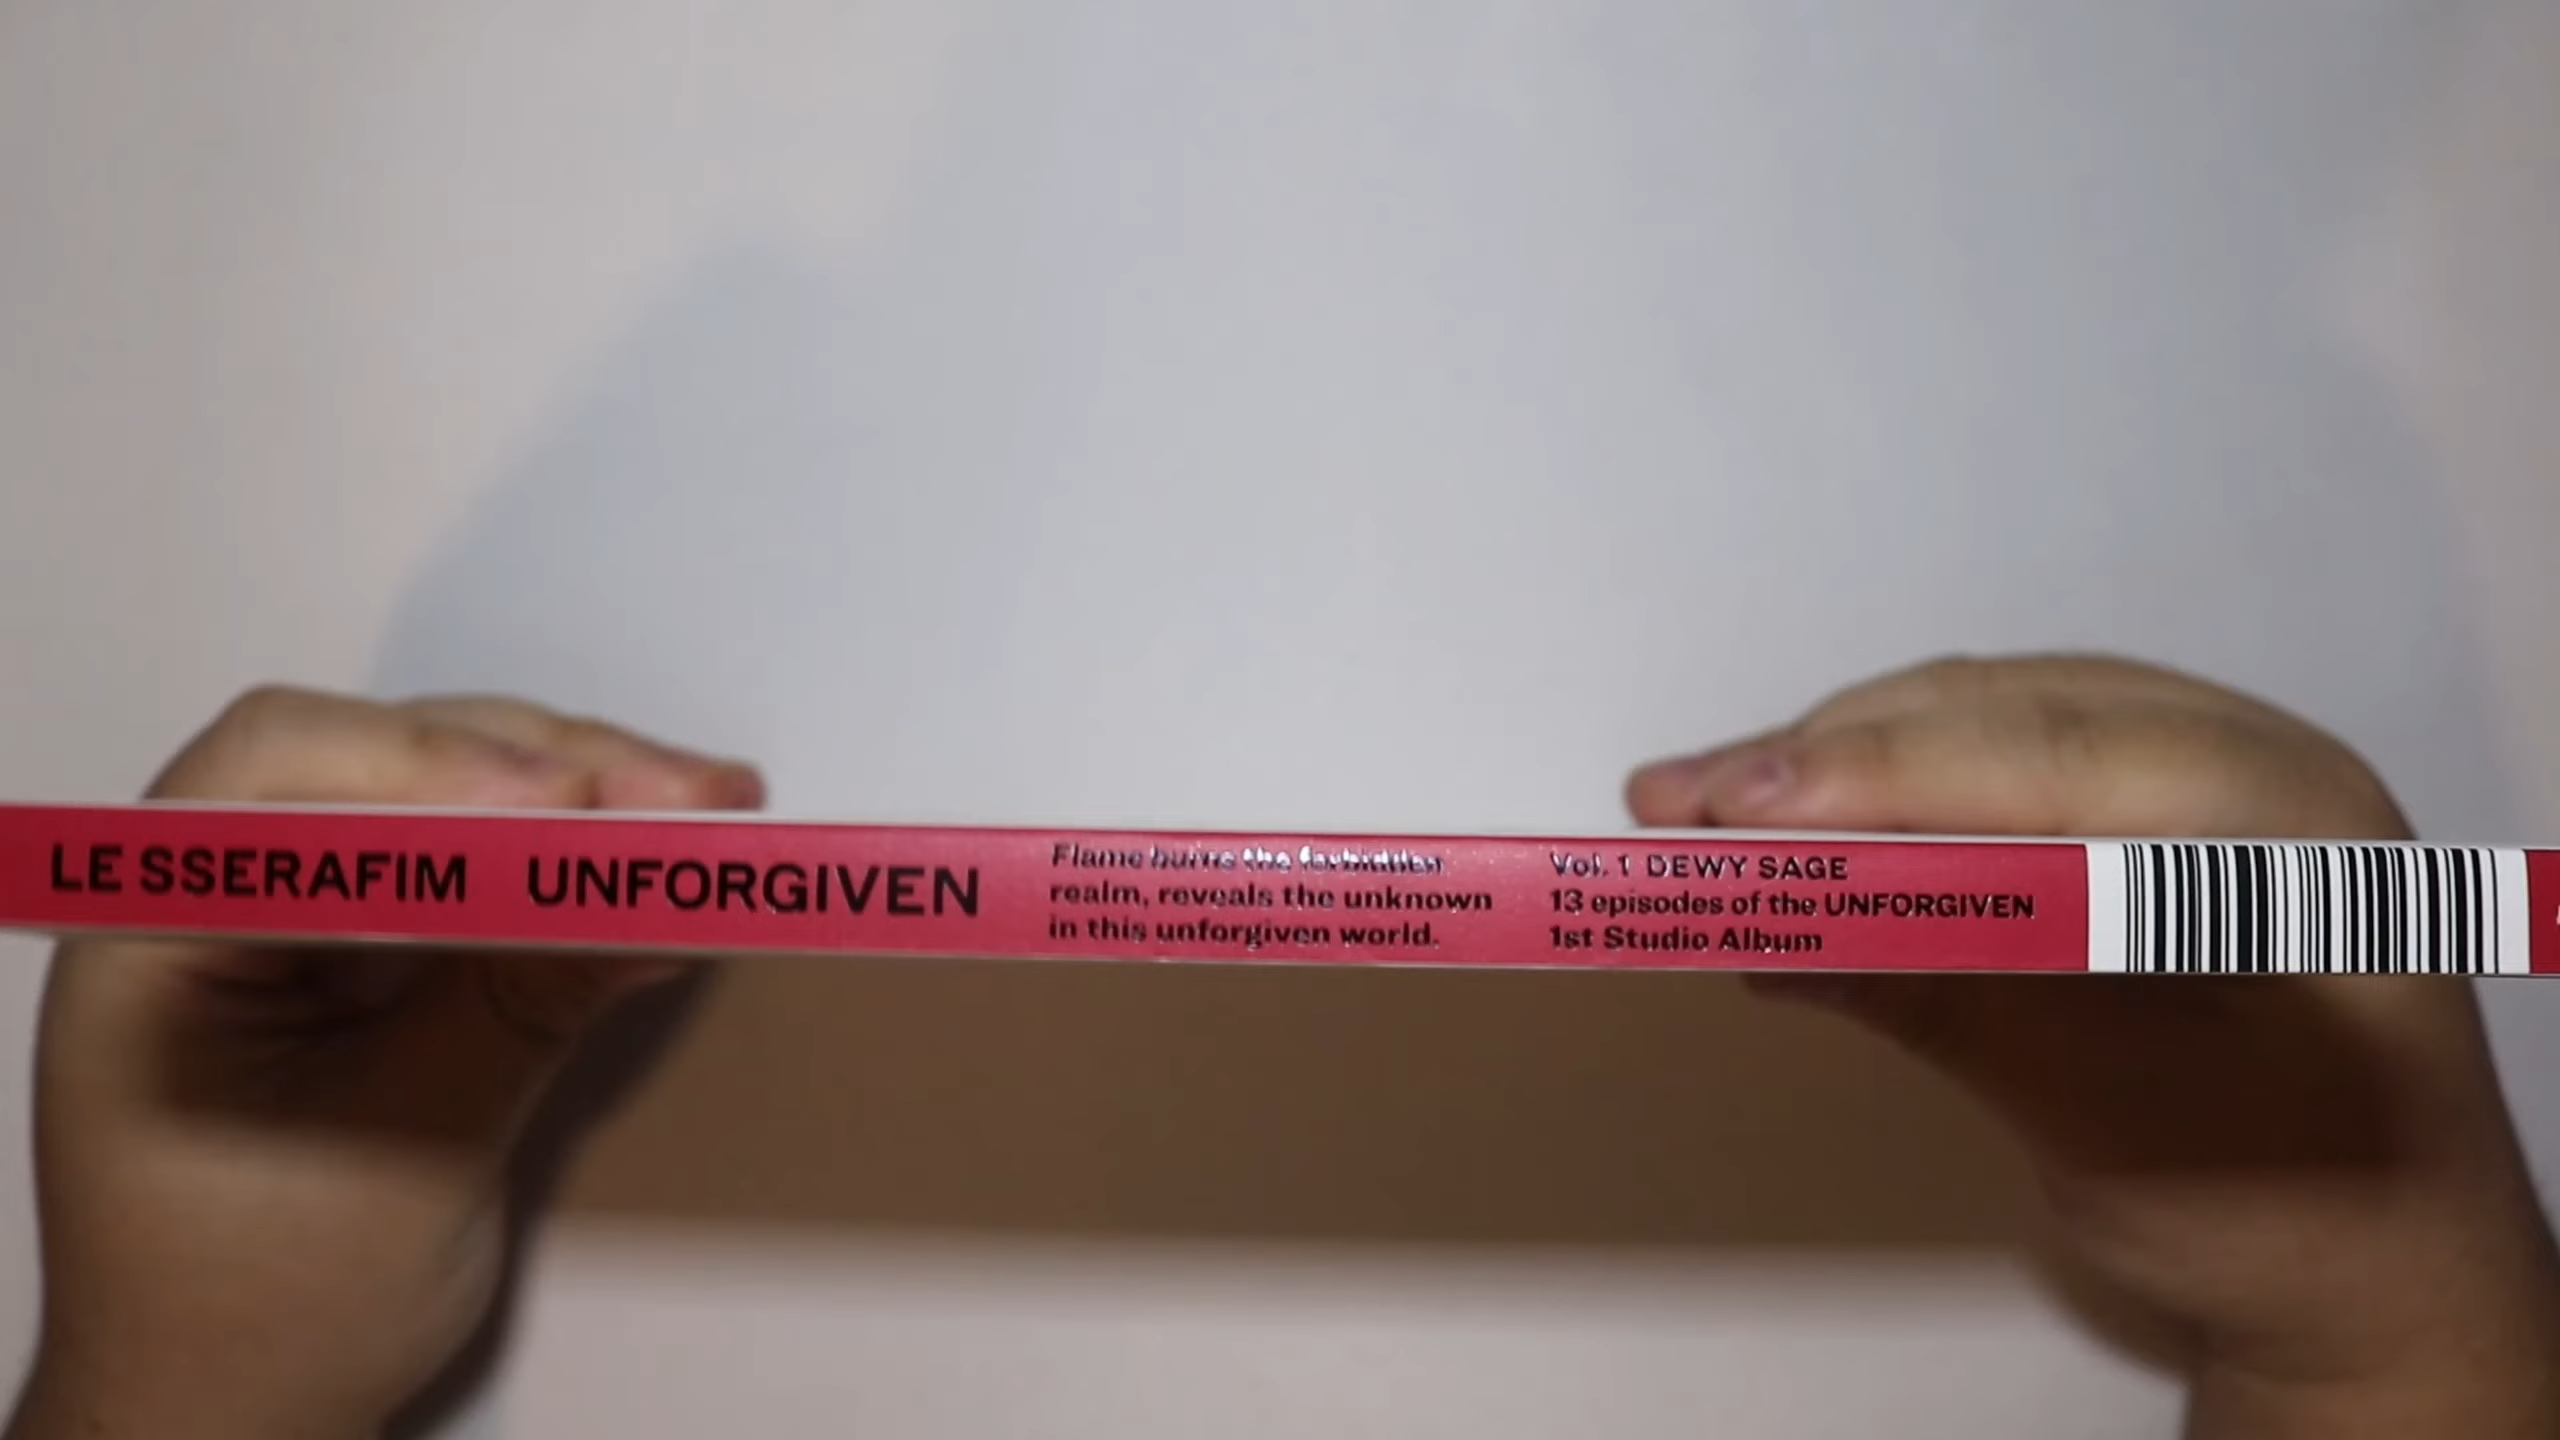 LE SSERAFIM UNFORGIVEN
Flame burns the forbidden
realm, reveals the unknown
in this unforgiven world.
Vol. 1 DEWY SAGE
13 episodes of the UNFORGIVEN
1st Studio Album